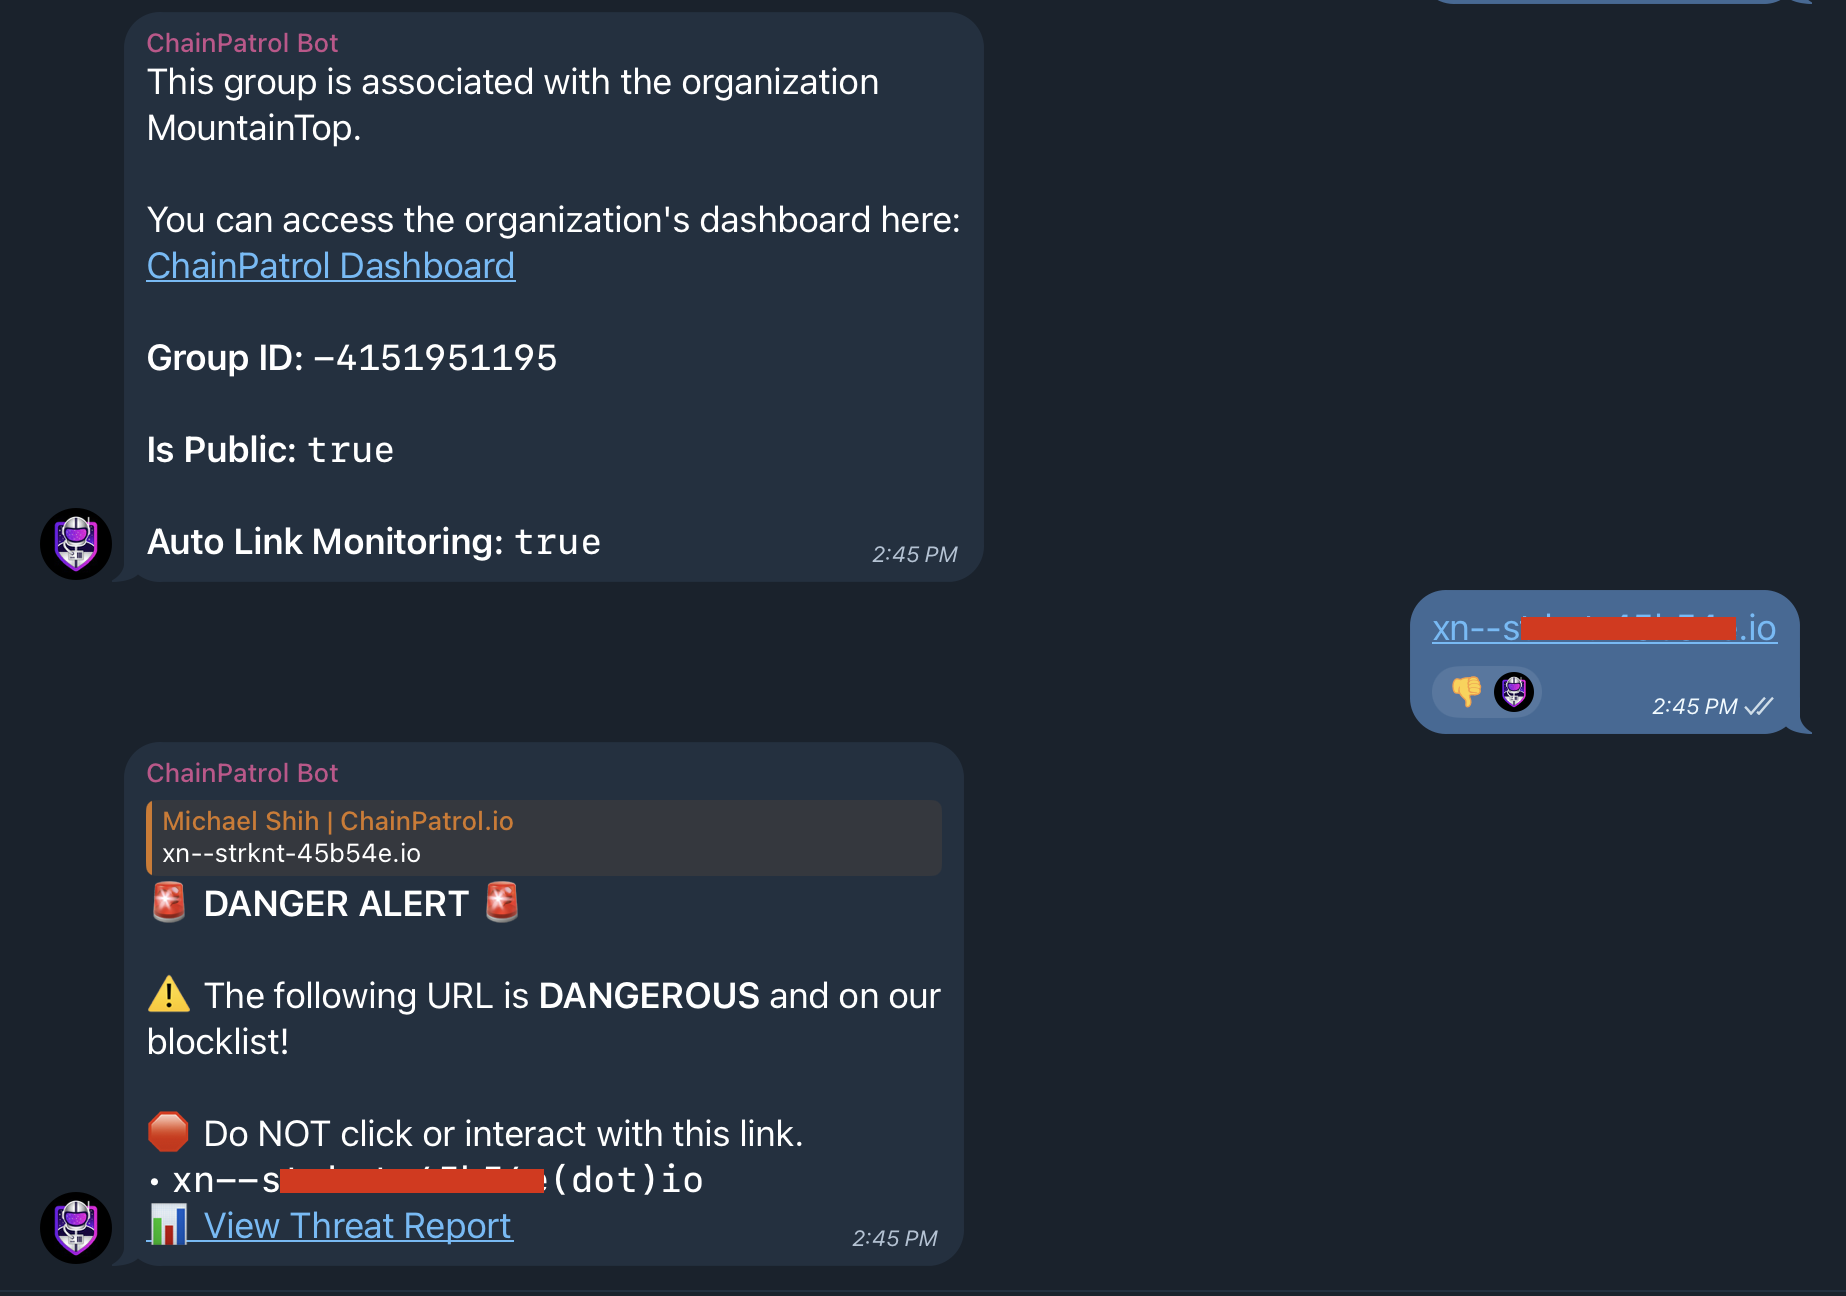 ChainPatrol Bot
This group is associated with the organization
MountainTop.
You can access the organization's dashboard here:
ChainPatrol Dashboard
Group ID: -4151951195
Is Public: true
Auto Link Monitoring: true
2:45 PM
xn--s .io
2:45 PM
ChainPatrol Bot
Michael Shih | ChainPatrol.io
xn--strknt-45b54e.io
🚨 DANGER ALERT 🚨
⚠️ The following URL is DANGEROUS and on our
blocklist!
🛑 Do NOT click or interact with this link.
• xn--s (dot)io
📊 View Threat Report
2:45 PM